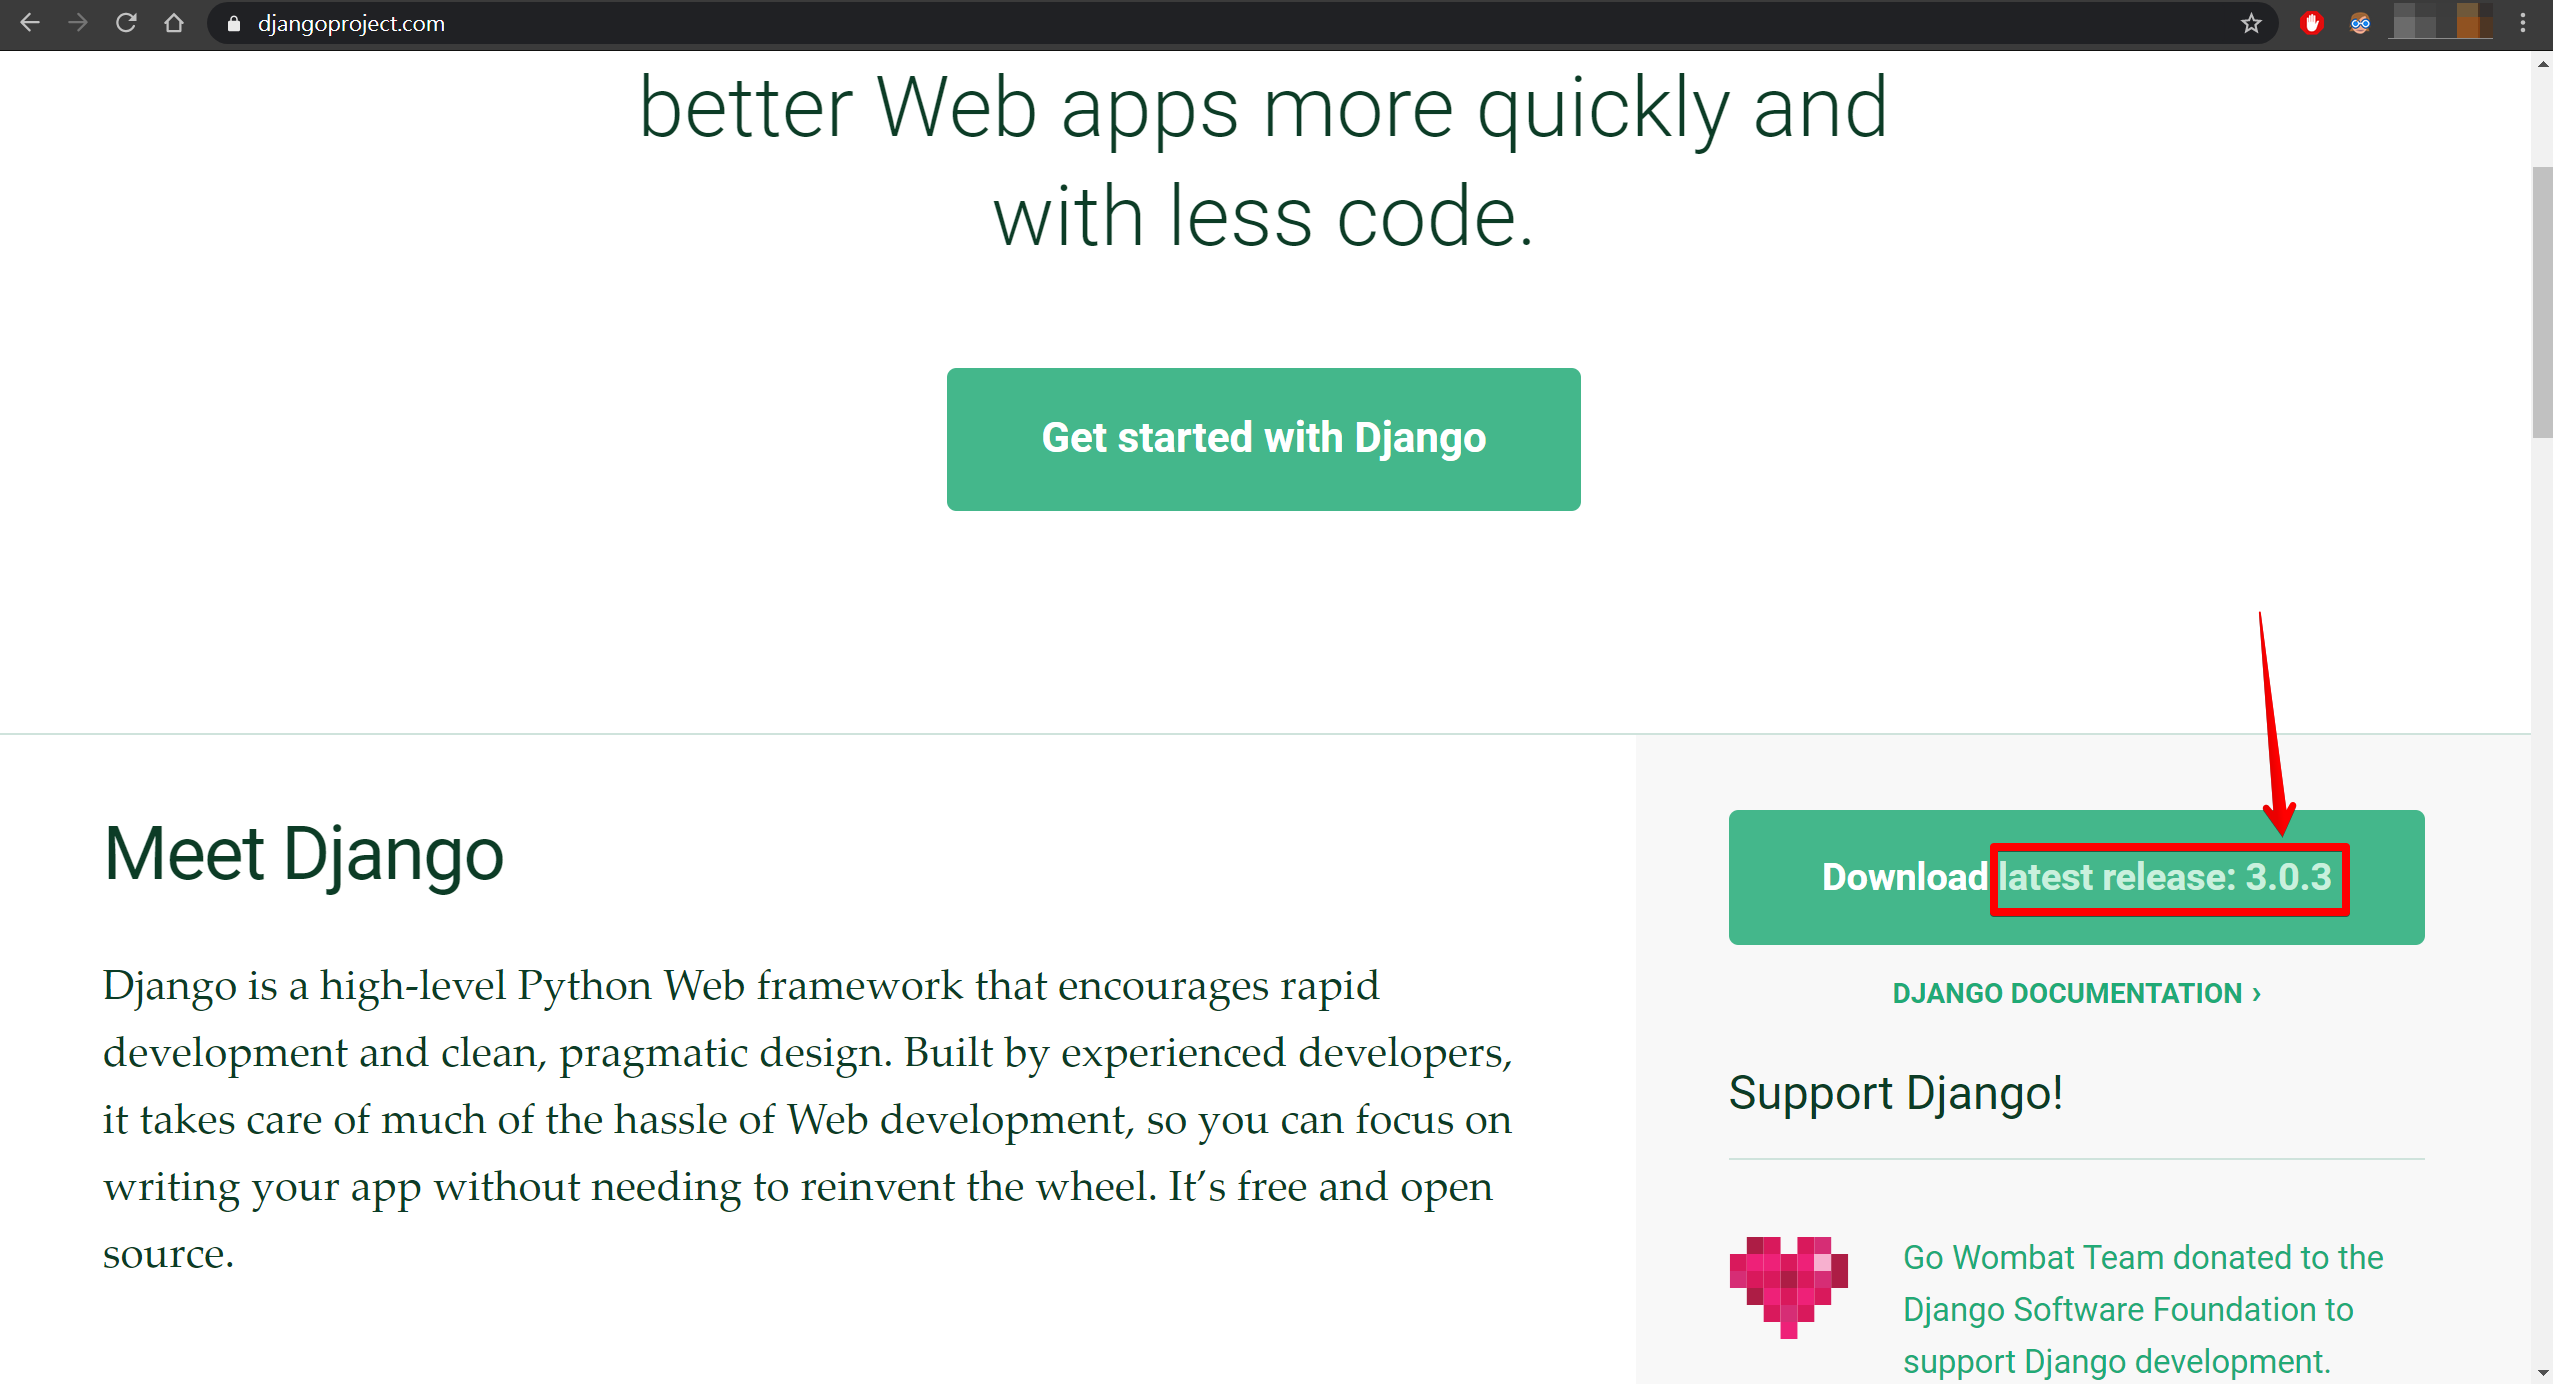 djangoproject.com
better Web apps more quickly and
with less code.
Get started with Django
Meet Django
Django is a high-level Python Web framework that encourages rapid
development and clean, pragmatic design. Built by experienced developers,
it takes care of much of the hassle of Web development, so you can focus on
writing your app without needing to reinvent the wheel. It’s free and open
source.
Download latest release: 3.0.3
DJANGO DOCUMENTATION ›
Support Django!
Go Wombat Team donated to the
Django Software Foundation to
support Django development.